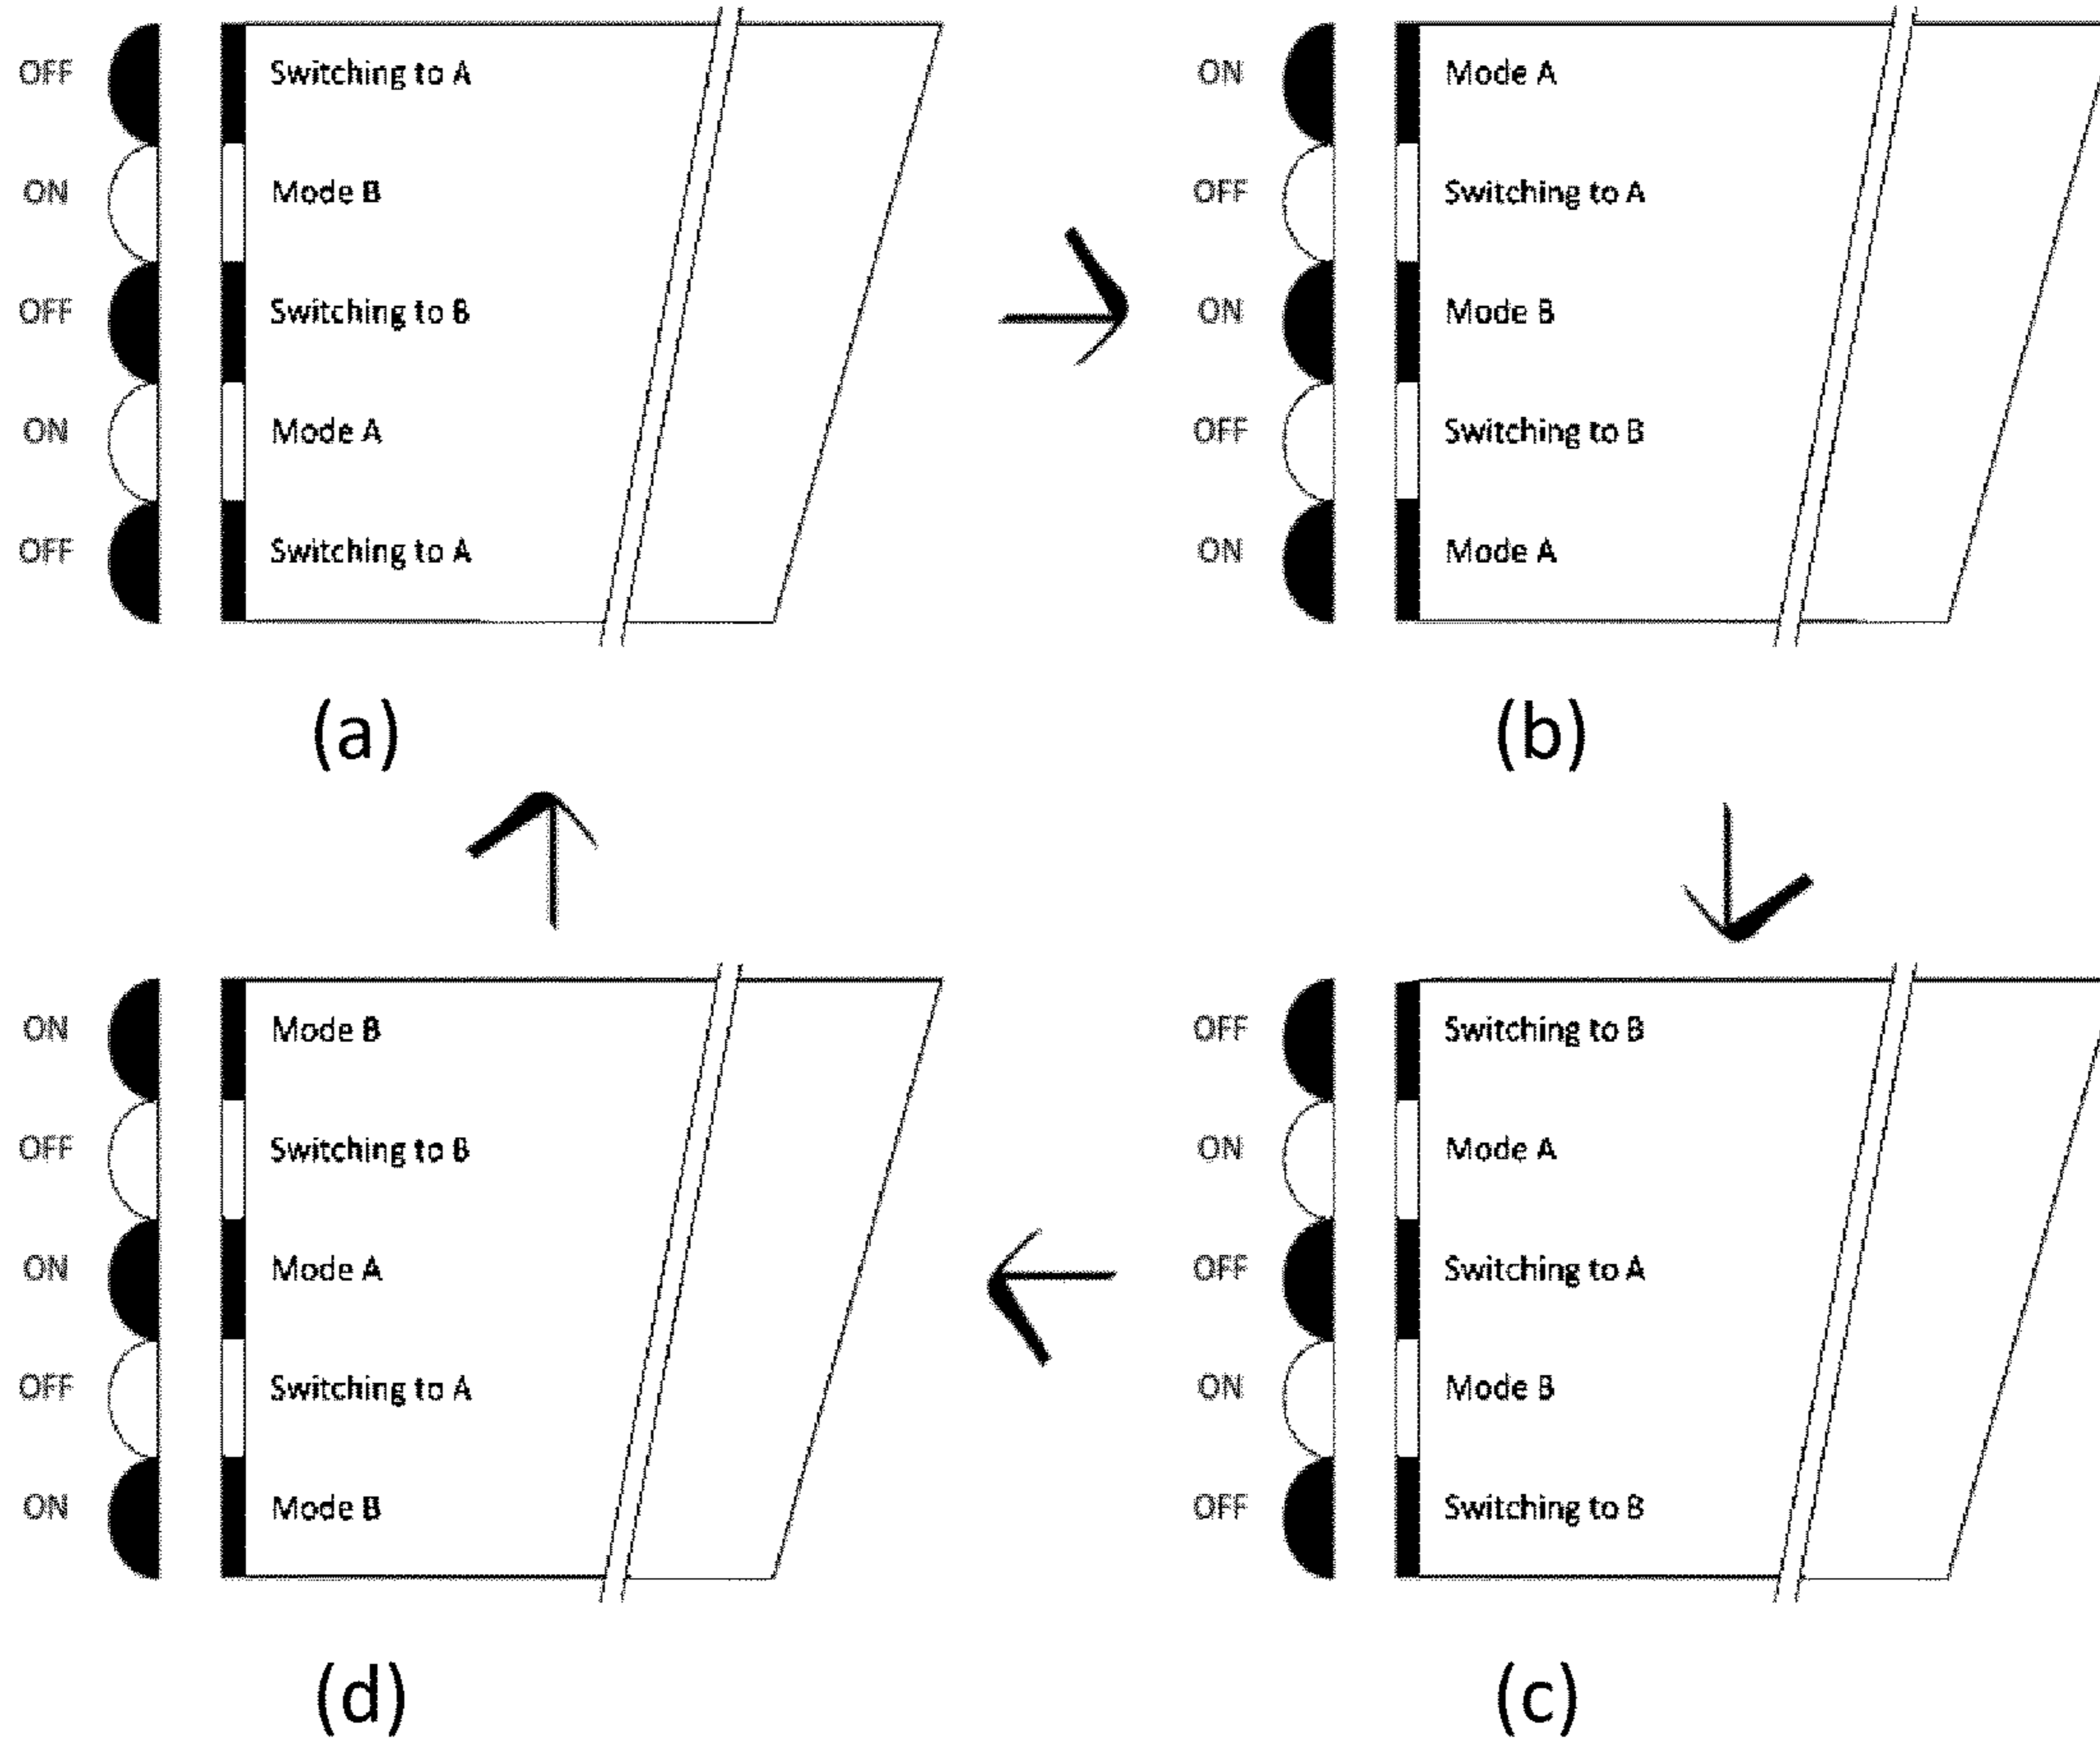 OFF Switching to A
ON Mode B
OFF Switching to B
ON Mode A
OFF Switching to A
(a)
ON Mode A
OFF Switching to A
ON Mode B
OFF Switching to B
ON Mode A
(b)
ON Mode B
OFF Switching to B
ON Mode A
OFF Switching to A
ON Mode B
(d)
OFF Switching to B
ON Mode A
OFF Switching to A
ON Mode B
OFF Switching to B
(c)